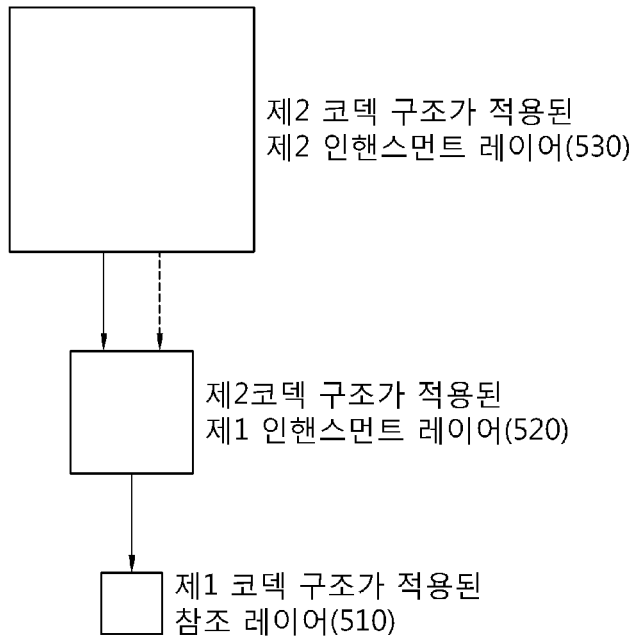 제2 코덱 구조가 적용된
제2 인핸스먼트 레이어(530)
제2코덱 구조가 적용된
제1 인핸스먼트 레이어(520)
제1 코덱 구조가 적용된
참조 레이어(510)